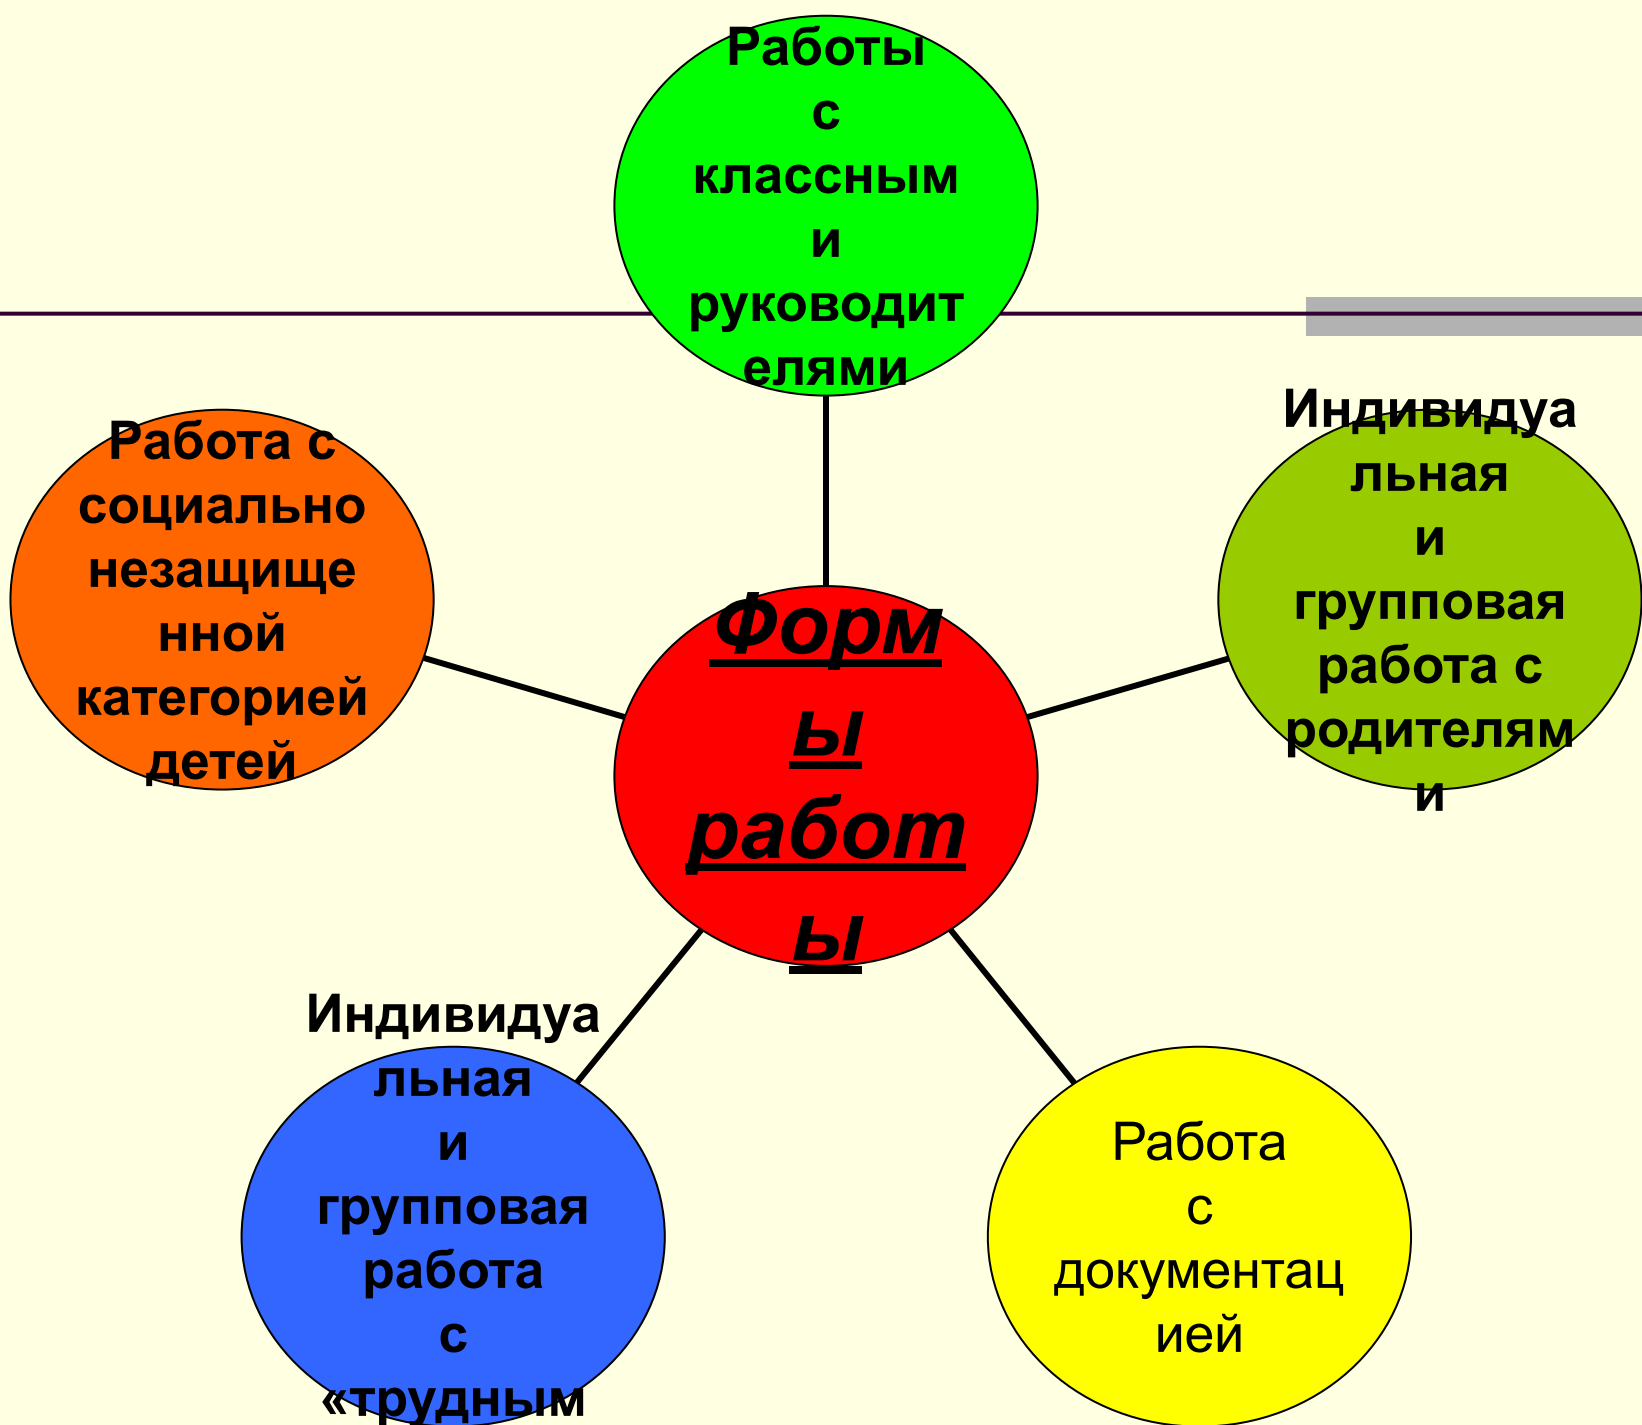 Работы
с
классным
и
руководит
елями
Работа с
социально
незащище
нной
категорией
детей
Индивидуа
льная
и
групповая
работа с
родителям
и
Форм
ы
работ
ы
Индивидуа
льная
и
групповая
работа
с
«трудным
Работа
с
документац
ией